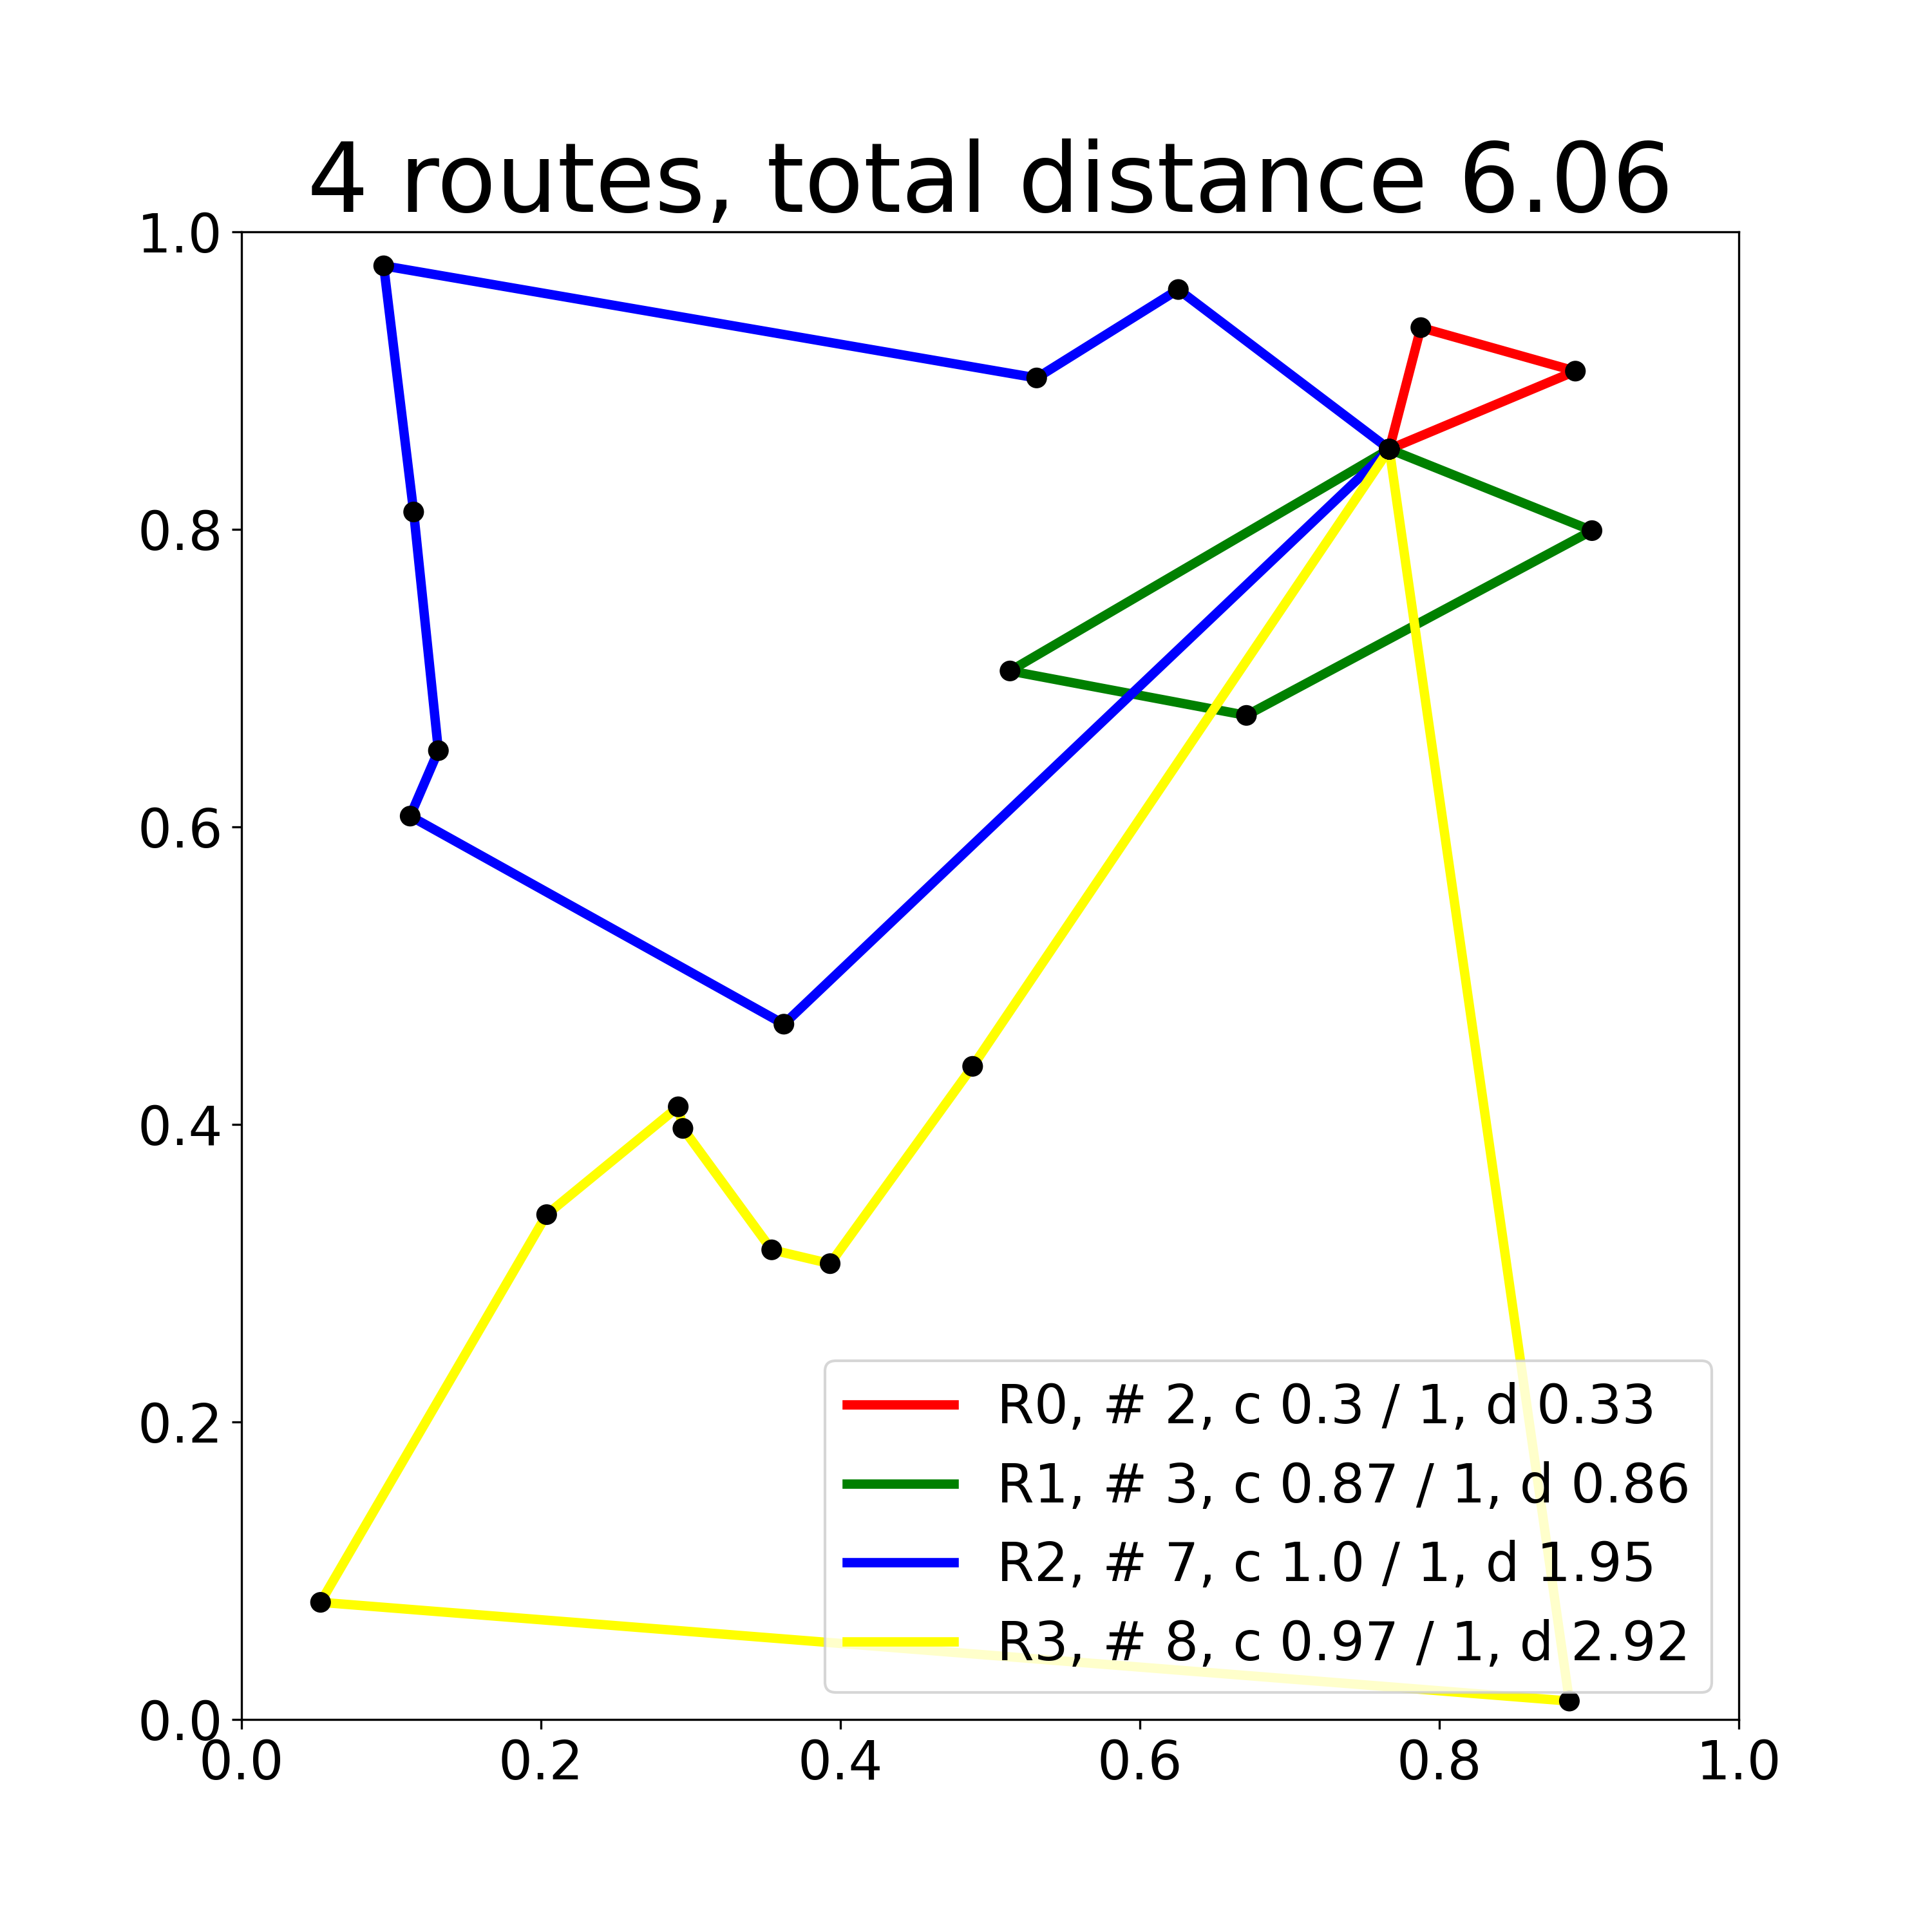 4 routes, total distance 6.06
1.0
0.8
0.6
0.4
0.2
0.0
R0, # 2, c 0.3 / 1, d 0.33
R1, # 3, c 0.87 / 1, d 0.86
R2, # 7, c 1.0 / 1, d 1.95
R3, # 8, c 0.97 / 1, d 2.92
0.0 0.2 0.4 0.6 0.8 1.0